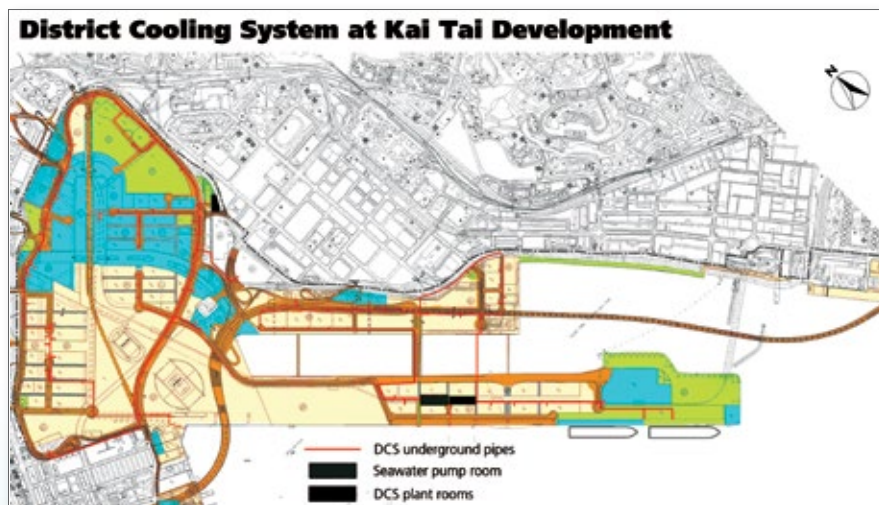 District Cooling System at Kai Tai Development
N
DCS underground pipes
Seawater pump room
DCS plant rooms